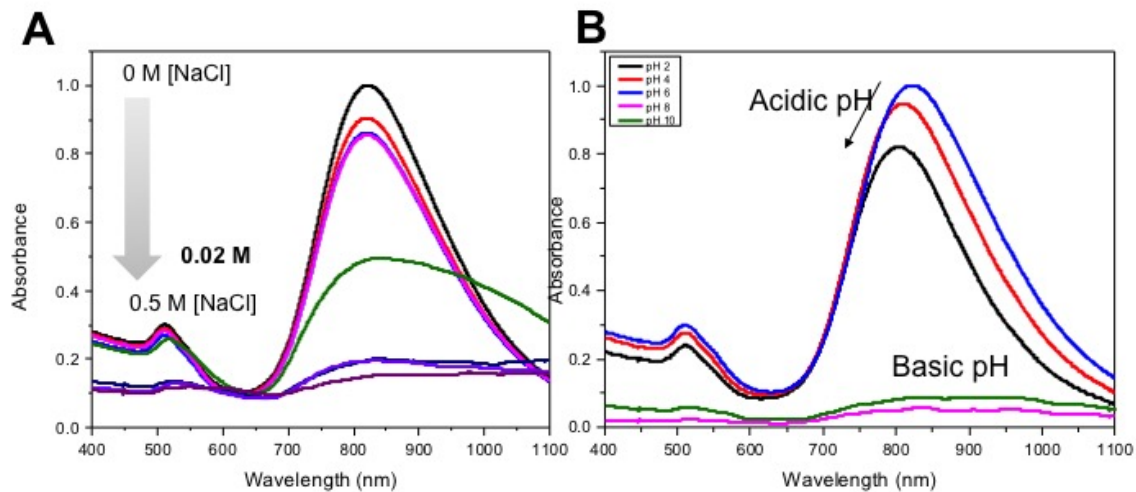 A
0 M [NaCl]
0.02 M
0.5 M [NaCl]
Absorbance
1.0
0.8
0.6
0.4
0.2
0.0
400 500 600 700 800 900 1000 1100
Wavelength (nm)
B
pH 2
pH 4
pH 6
pH 8
pH 10
Acidic pH
Basic pH
Absorbance
1.0
0.8
0.6
0.4
0.2
0.0
400 500 600 700 800 900 1000 1100
Wavelength (nm)